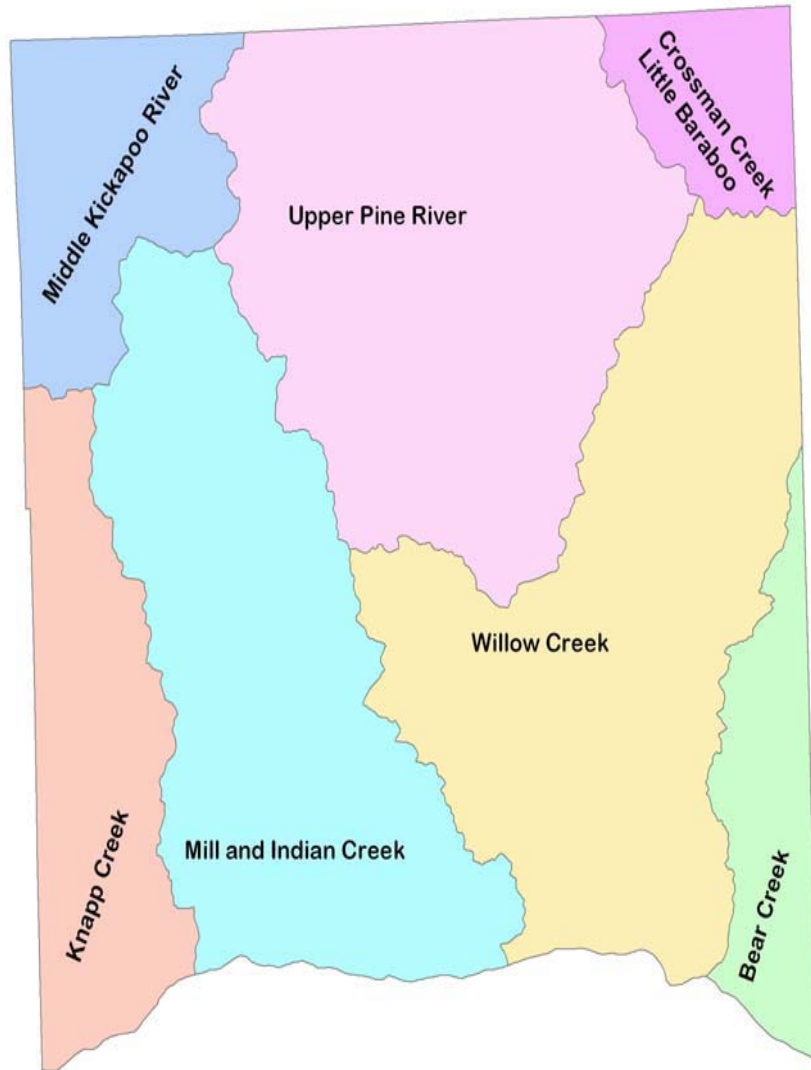 Middle Kickapoo River
Upper Pine River
Crossman Creek
Little Baraboo
Willow Creek
Knapp Creek
Mill and Indian Creek
Bear Creek